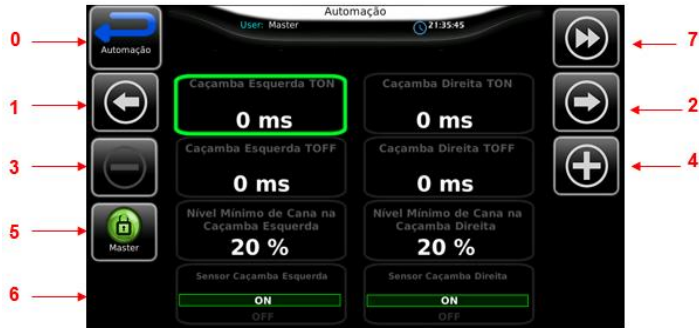 Automação
User: Master
21:35:45
0
Automação
7
1
2
3
4
5
Master
6
Caçamba Esquerda TON
0 ms
Caçamba Direita TON
0 ms
Caçamba Esquerda TOFF
0 ms
Caçamba Direita TOFF
0 ms
Nível Mínimo de Cana na
Caçamba Esquerda
20 %
Nível Mínimo de Cana na
Caçamba Direita
20 %
Sensor Caçamba Esquerda
ON
OFF
Sensor Caçamba Direita
ON
OFF